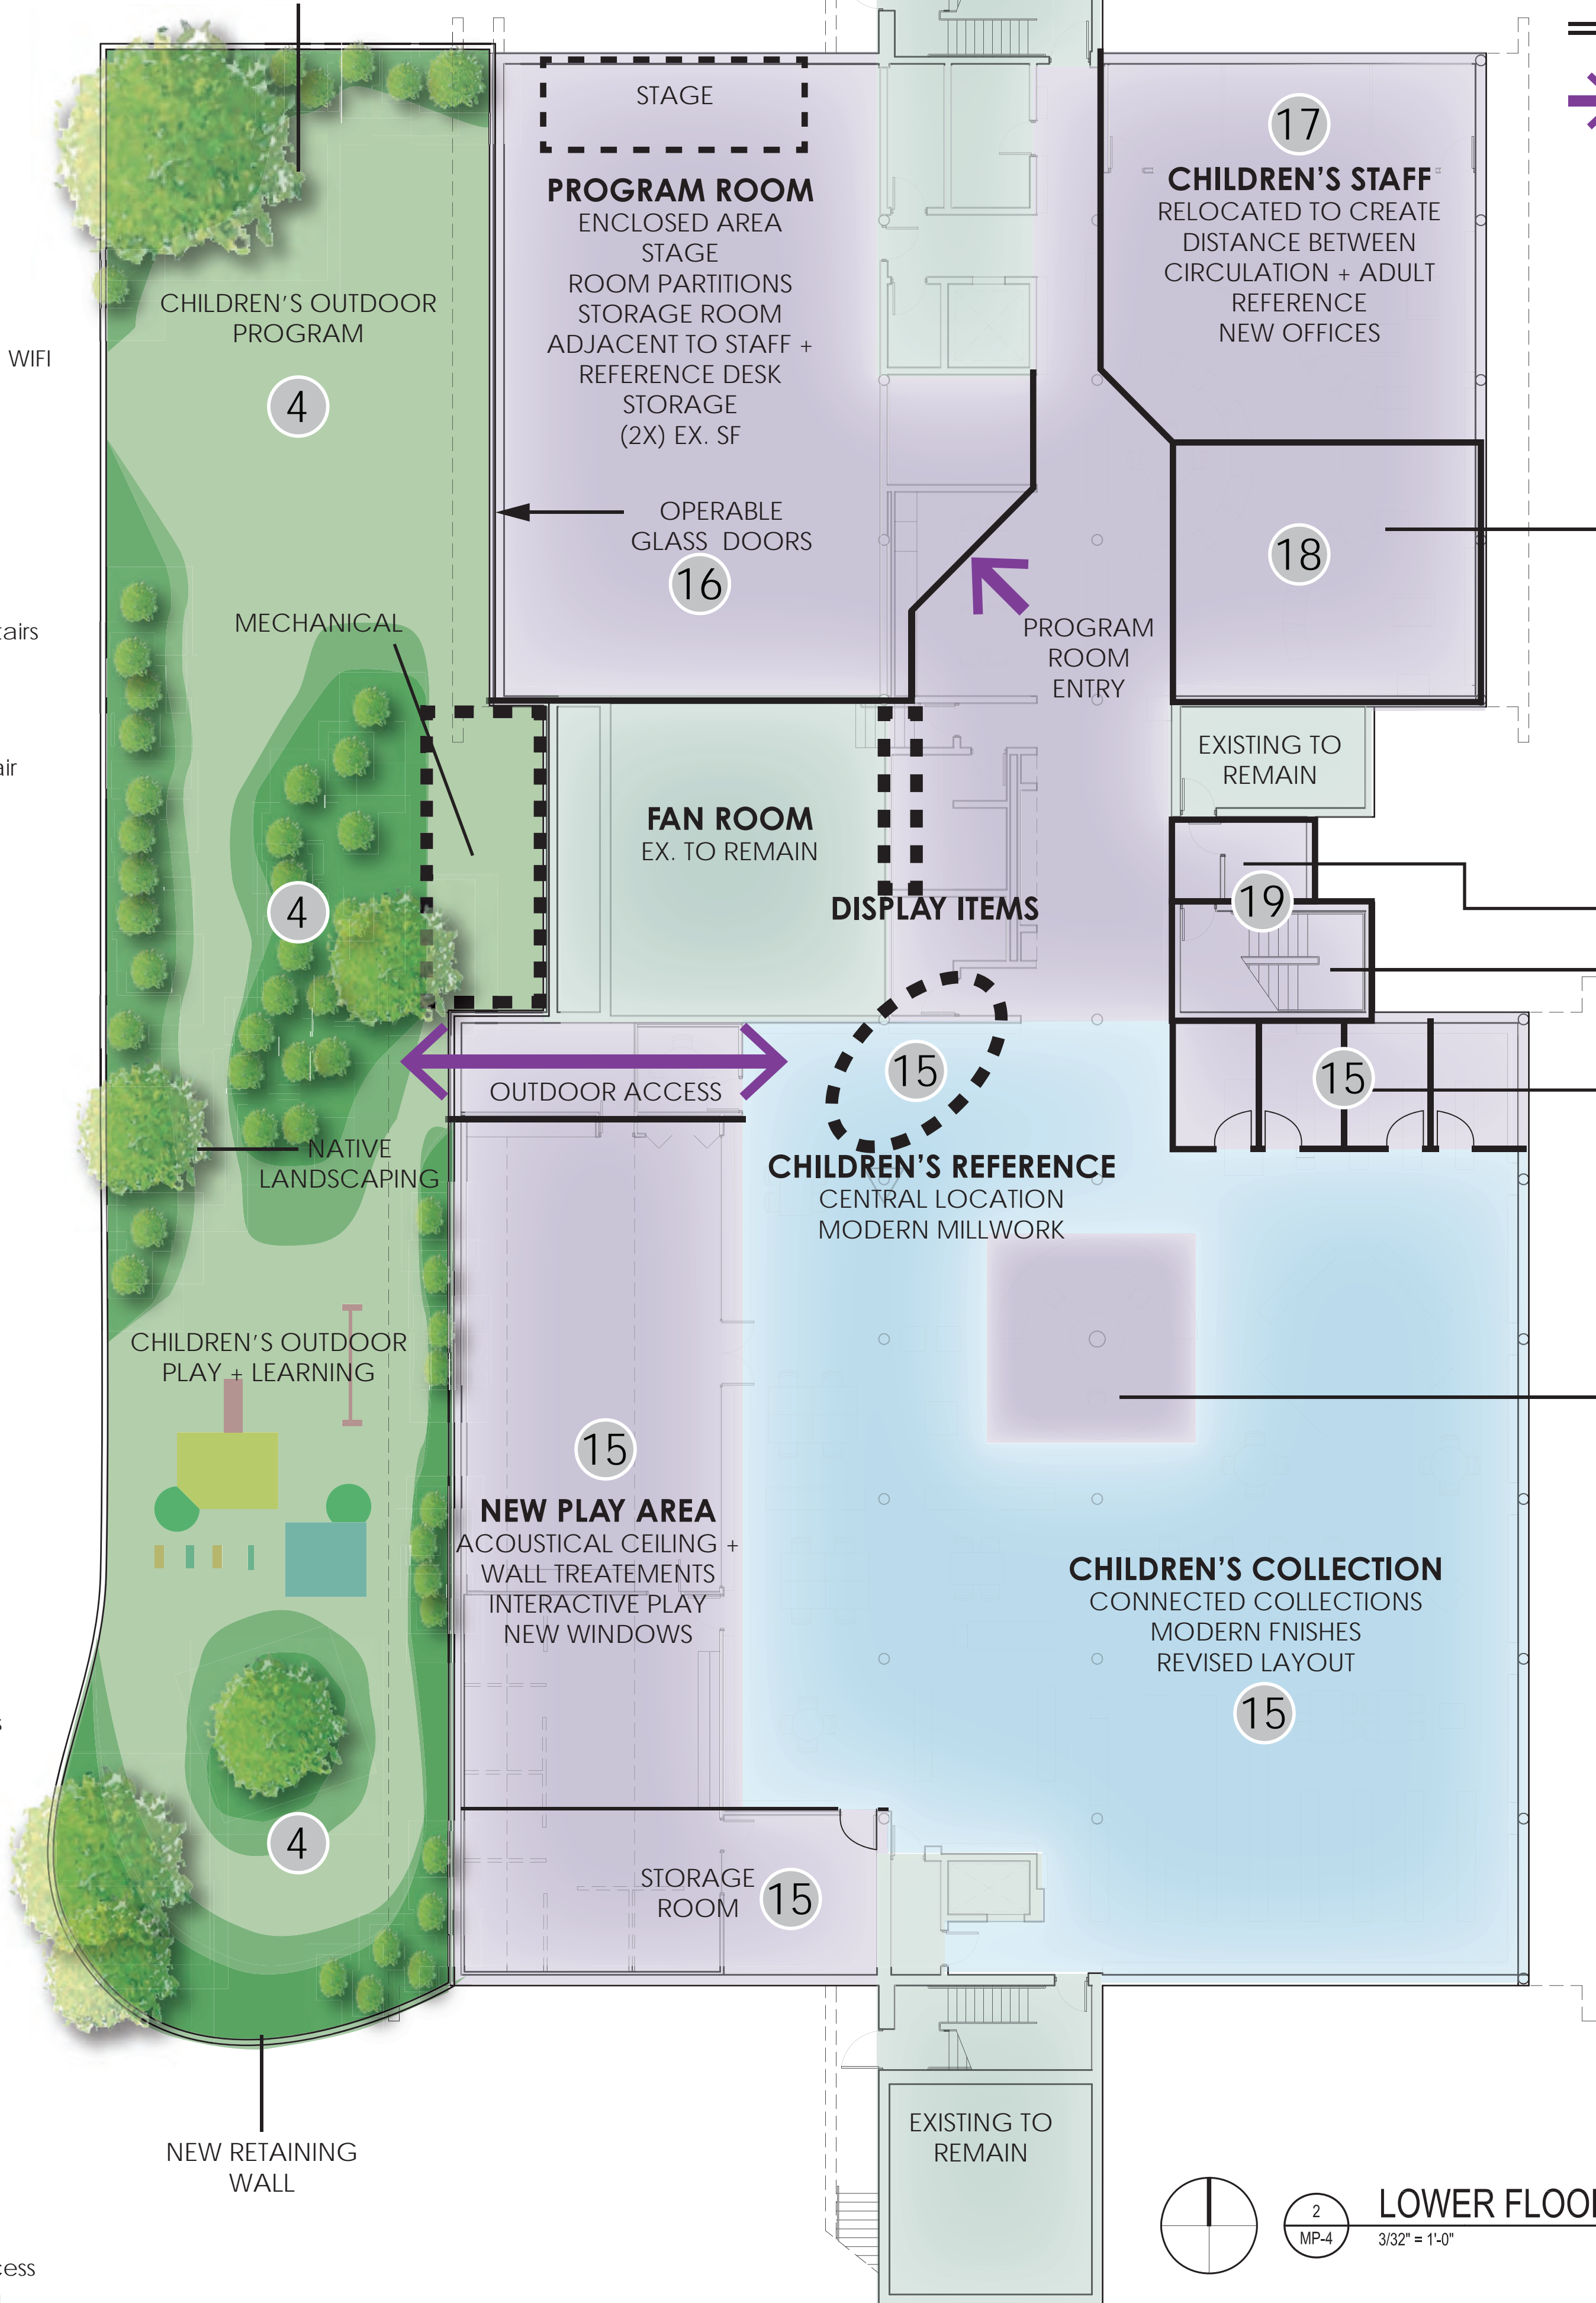 STAGE
PROGRAM ROOM
ENCLOSED AREA
STAGE
ROOM PARTITIONS
STORAGE ROOM
ADJACENT TO STAFF +
REFERENCE DESK
STORAGE
(2X) EX. SF
OPERABLE
GLASS DOORS
16
17
CHILDREN'S STAFF
RELOCATED TO CREATE
DISTANCE BETWEEN
CIRCULATION + ADULT
REFERENCE
NEW OFFICES
CHILDREN'S OUTDOOR
PROGRAM
4
WIFI
18
MECHANICAL
PROGRAM
ROOM
ENTRY
EXISTING TO
REMAIN
FAN ROOM
EX. TO REMAIN
4
19
DISPLAY ITEMS
15
15
OUTDOOR ACCESS
NATIVE
LANDSCAPING
CHILDREN'S REFERENCE
CENTRAL LOCATION
MODERN MILLWORK
CHILDREN'S OUTDOOR
PLAY + LEARNING
15
NEW PLAY AREA
ACOUSTICAL CEILING +
WALL TREATEMENTS
INTERACTIVE PLAY
NEW WINDOWS
CHILDREN'S COLLECTION
CONNECTED COLLECTIONS
MODERN FNISHES
REVISED LAYOUT
15
4
STORAGE
ROOM
15
NEW RETAINING
WALL
EXISTING TO
REMAIN
2
MP-4
LOWER FLOO
3/32" = 1'-0"